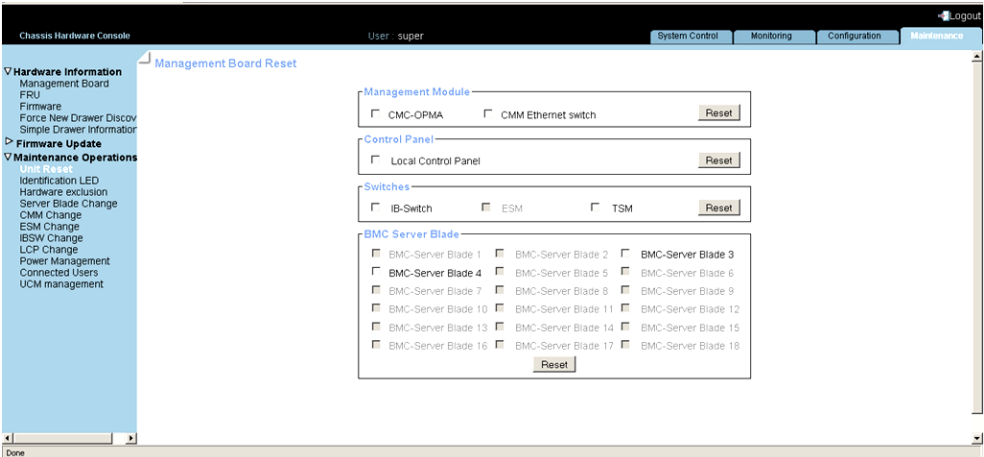 Logout
Chassis Hardware Console User : super System Control Monitoring Configuration Maintenance
Management Board Reset
Hardware Information
Management Board
FRU
Firmware
Force New Drawer Discov
Simple Drawer Information
Firmware Update
Maintenance Operations
Unit Reset
Identification LED
Hardware exclusion
Server Blade Change
CMM Change
ESM Change
IBSW Change
LCP Change
Power Management
Connected Users
UCM management
Management Module
CMC-OPMA CMM Ethernet switch Reset
Control Panel
Local Control Panel Reset
Switches
IB-Switch ESM TSM Reset
BMC Server Blade
BMC-Server Blade 1 BMC-Server Blade 2 BMC-Server Blade 3
BMC-Server Blade 4 BMC-Server Blade 5 BMC-Server Blade 6
BMC-Server Blade 7 BMC-Server Blade 8 BMC-Server Blade 9
BMC-Server Blade 10 BMC-Server Blade 11 BMC-Server Blade 12
BMC-Server Blade 13 BMC-Server Blade 14 BMC-Server Blade 15
BMC-Server Blade 16 BMC-Server Blade 17 BMC-Server Blade 18
Reset
Done